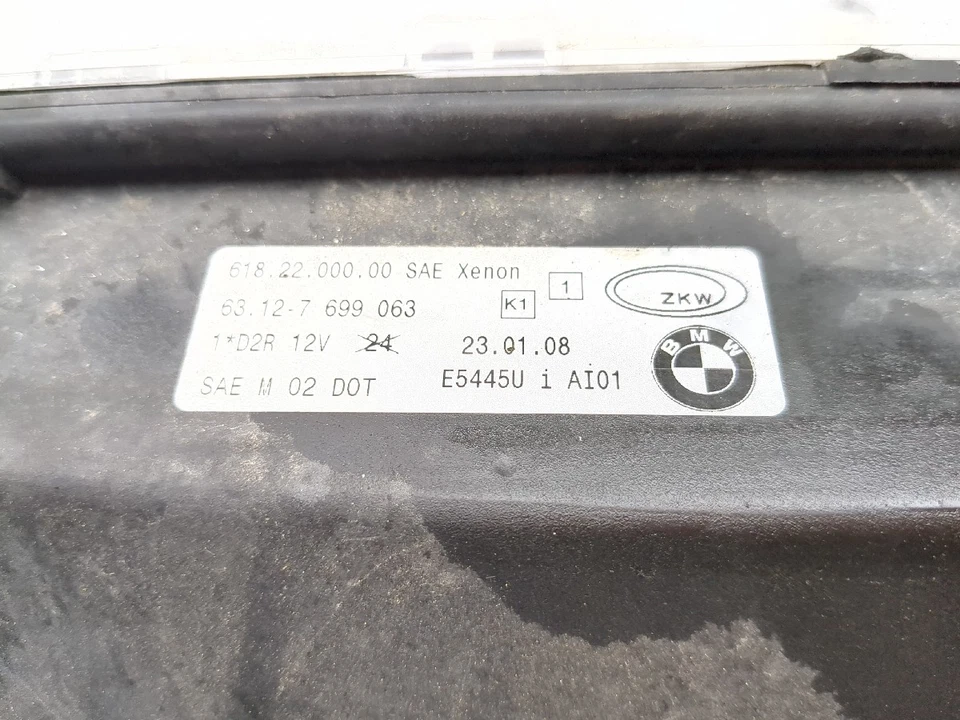 618.22.000.00 SAE Xenon
1
ZKW
63.12-7 699 063
K1
1*D2R 12V 24
23.01.08
BMW
SAE M 02 DOT
E5445U i AI01